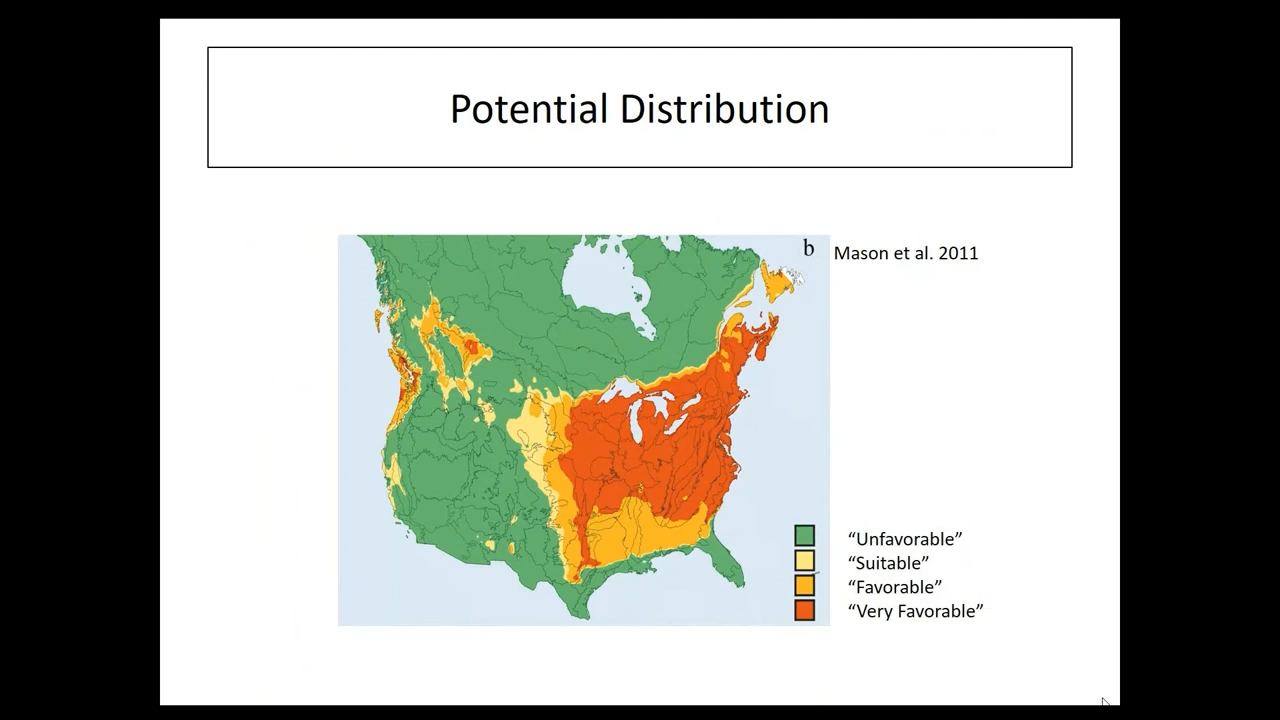 Potential Distribution
b
Mason et al. 2011
“Unfavorable”
“Suitable”
“Favorable”
“Very Favorable”